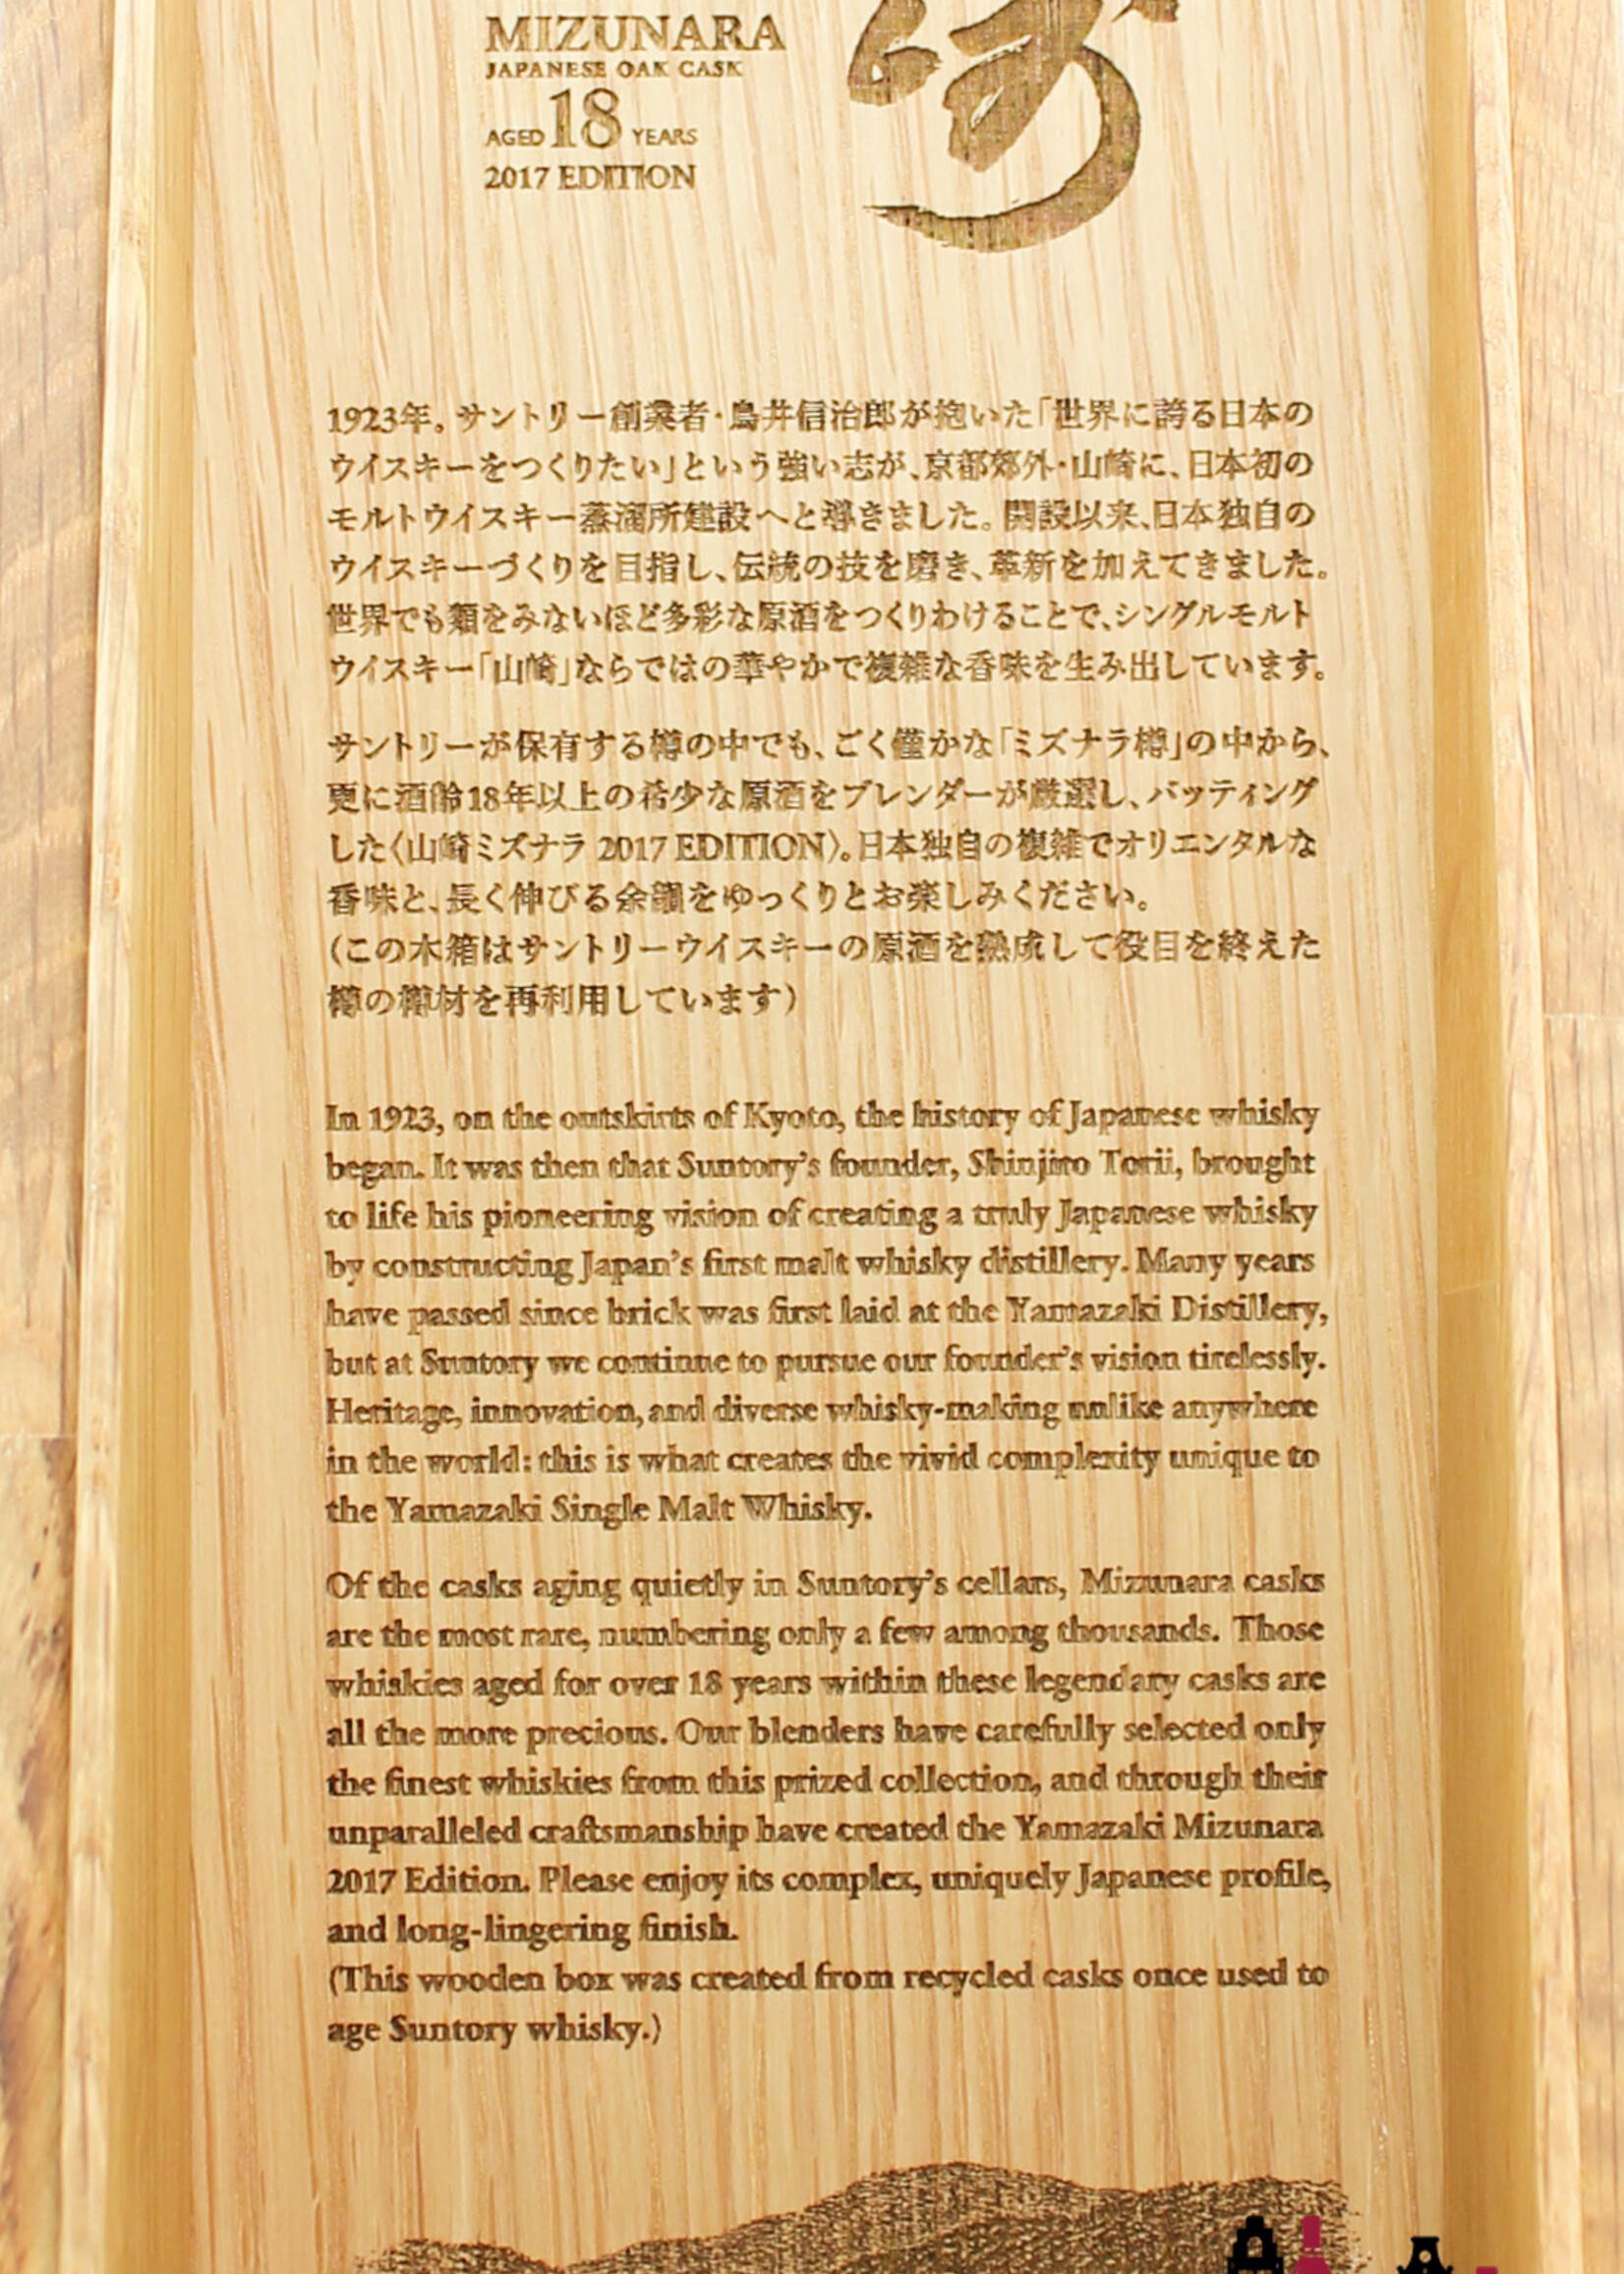 MIZUNARA
JAPANESE OAK CASK
AGED 18 YEARS
2017 EDITION
1923年。サントリー創業者・鳥井信治郎が抱いた「世界に誇る日本の
ウイスキーをつくりたい」という強い志が、京都郊外・山崎に、日本初の
モルトウイスキー蒸溜所建設へと導きました。開設以来、日本独自の
ウイスキーづくりを目指し、伝統の技を磨き、革新を加えてきました。
世界でも類をみないほど多彩な原酒をつくりわけることで、シングルモルト
ウイスキー「山崎」ならではの華やかで複雑な香味を生み出しています。
サントリーが保有する樽の中でも、ごく僅かな「ミズナラ樽」の中から、
更に酒齢18年以上の希少な原酒をブレンダーが厳選し、バッティング
した〈山崎ミズナラ 2017 EDITION〉。日本独自の複雑でオリエンタルな
香味と、長く伸びる余韻をゆっくりとお楽しみください。
(この木箱はサントリーウイスキーの原酒を熟成して役目を終えた
樽の樽材を再利用しています)
In 1923, on the outskirts of Kyoto, the history of Japanese whisky
began. It was then that Suntory's founder, Shinjiro Torii, brought
to life his pioneering vision of creating a truly Japanese whisky
by constructing Japan's first malt whisky distillery. Many years
have passed since brick was first laid at the Yamazaki Distillery,
but at Suntory we continue to pursue our founder's vision tirelessly.
Heritage, innovation, and diverse whisky-making unlike anywhere
in the world: this is what creates the vivid complexity unique to
the Yamazaki Single Malt Whisky.
Of the casks aging quietly in Suntory's cellars, Mizunara casks
are the most rare, numbering only a few among thousands. Those
whiskies aged for over 18 years within these legendary casks are
all the more precious. Our blenders have carefully selected only
the finest whiskies from this prized collection, and through their
unparalleled craftsmanship have created the Yamazaki Mizunara
2017 Edition. Please enjoy its complex, uniquely Japanese profile,
and long-lingering finish.
(This wooden box was created from recycled casks once used to
age Suntory whisky.)